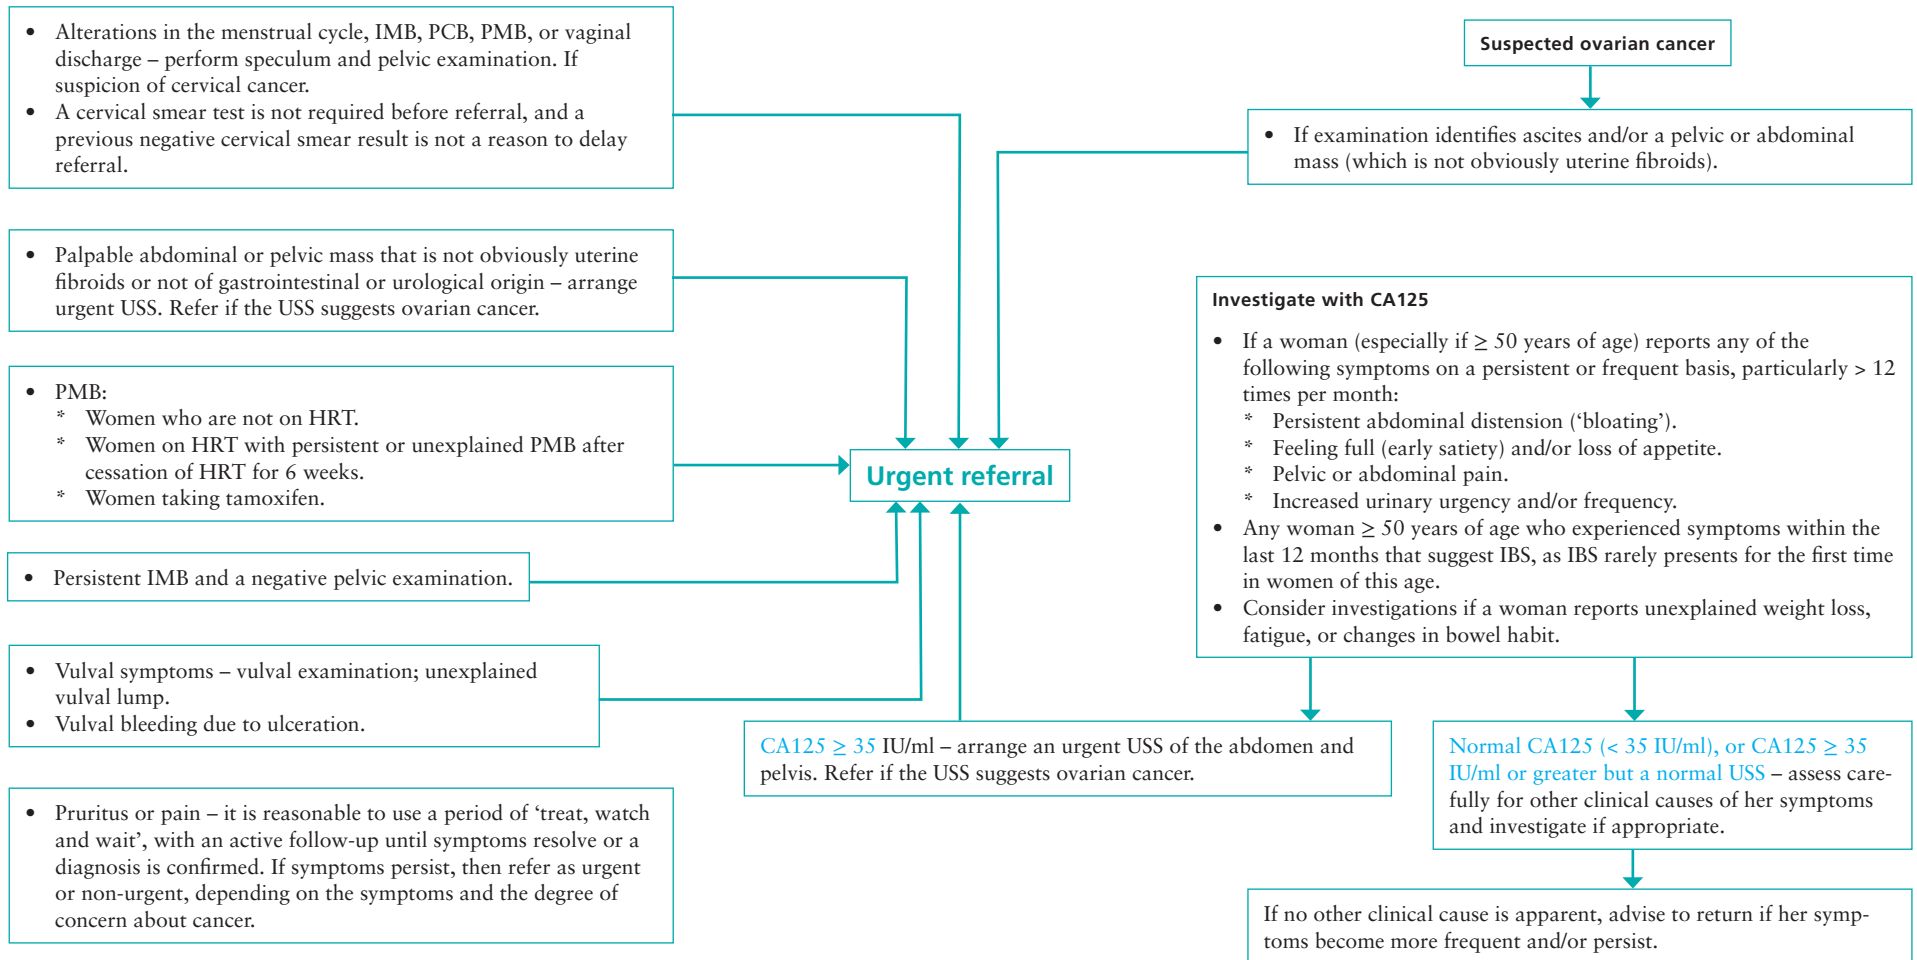 • Alterations in the menstrual cycle, IMB, PCB, PMB, or vaginal
discharge – perform speculum and pelvic examination. If
suspicion of cervical cancer.
• A cervical smear test is not required before referral, and a
previous negative cervical smear result is not a reason to delay
referral.
• Palpable abdominal or pelvic mass that is not obviously uterine
fibroids or not of gastrointestinal or urological origin – arrange
urgent USS. Refer if the USS suggests ovarian cancer.
• PMB:
* Women who are not on HRT.
* Women on HRT with persistent or unexplained PMB after
cessation of HRT for 6 weeks.
* Women taking tamoxifen.
• Persistent IMB and a negative pelvic examination.
• Vulval symptoms – vulval examination; unexplained
vulval lump.
• Vulval bleeding due to ulceration.
• Pruritus or pain – it is reasonable to use a period of ‘treat, watch
and wait’, with an active follow-up until symptoms resolve or a
diagnosis is confirmed. If symptoms persist, then refer as urgent
or non-urgent, depending on the symptoms and the degree of
concern about cancer.
Urgent referral
Suspected ovarian cancer
• If examination identifies ascites and/or a pelvic or abdominal
mass (which is not obviously uterine fibroids).
Investigate with CA125
• If a woman (especially if ≥ 50 years of age) reports any of the
following symptoms on a persistent or frequent basis, particularly > 12
times per month:
* Persistent abdominal distension (‘bloating’).
* Feeling full (early satiety) and/or loss of appetite.
* Pelvic or abdominal pain.
* Increased urinary urgency and/or frequency.
• Any woman ≥ 50 years of age who experienced symptoms within the
last 12 months that suggest IBS, as IBS rarely presents for the first time
in women of this age.
• Consider investigations if a woman reports unexplained weight loss,
fatigue, or changes in bowel habit.
CA125 ≥ 35 IU/ml – arrange an urgent USS of the abdomen and
pelvis. Refer if the USS suggests ovarian cancer.
Normal CA125 (< 35 IU/ml), or CA125 ≥ 35
IU/ml or greater but a normal USS – assess care-
fully for other clinical causes of her symptoms
and investigate if appropriate.
If no other clinical cause is apparent, advise to return if her symp-
toms become more frequent and/or persist.